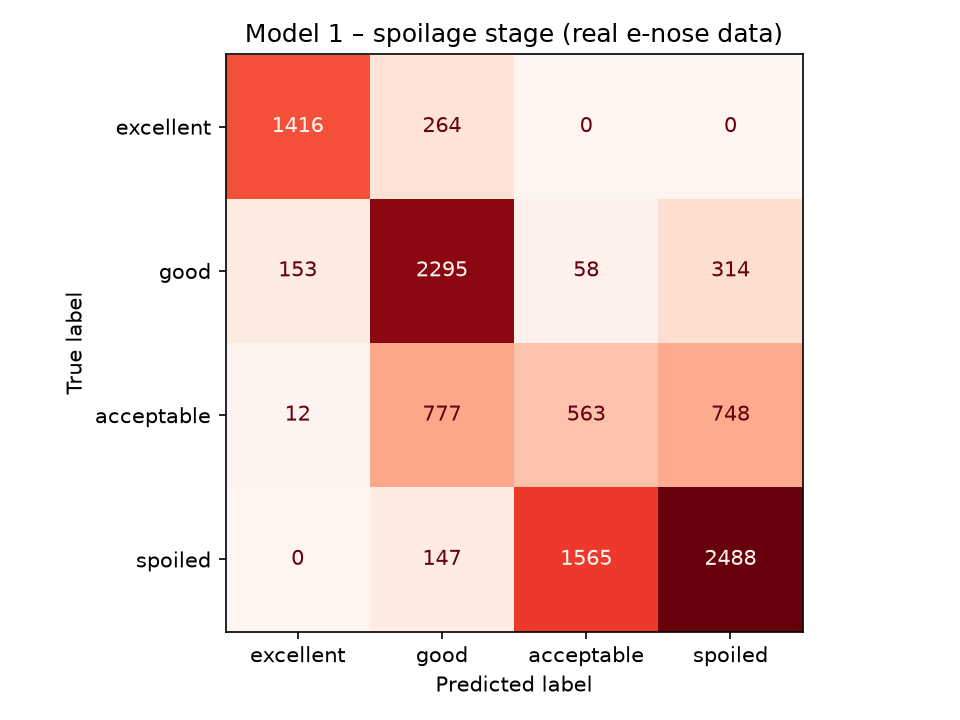 Model 1 – spoilage stage (real e-nose data)
True label
excellent 1416 264 0 0
good 153 2295 58 314
acceptable 12 777 563 748
spoiled 0 147 1565 2488
excellent good acceptable spoiled
Predicted label